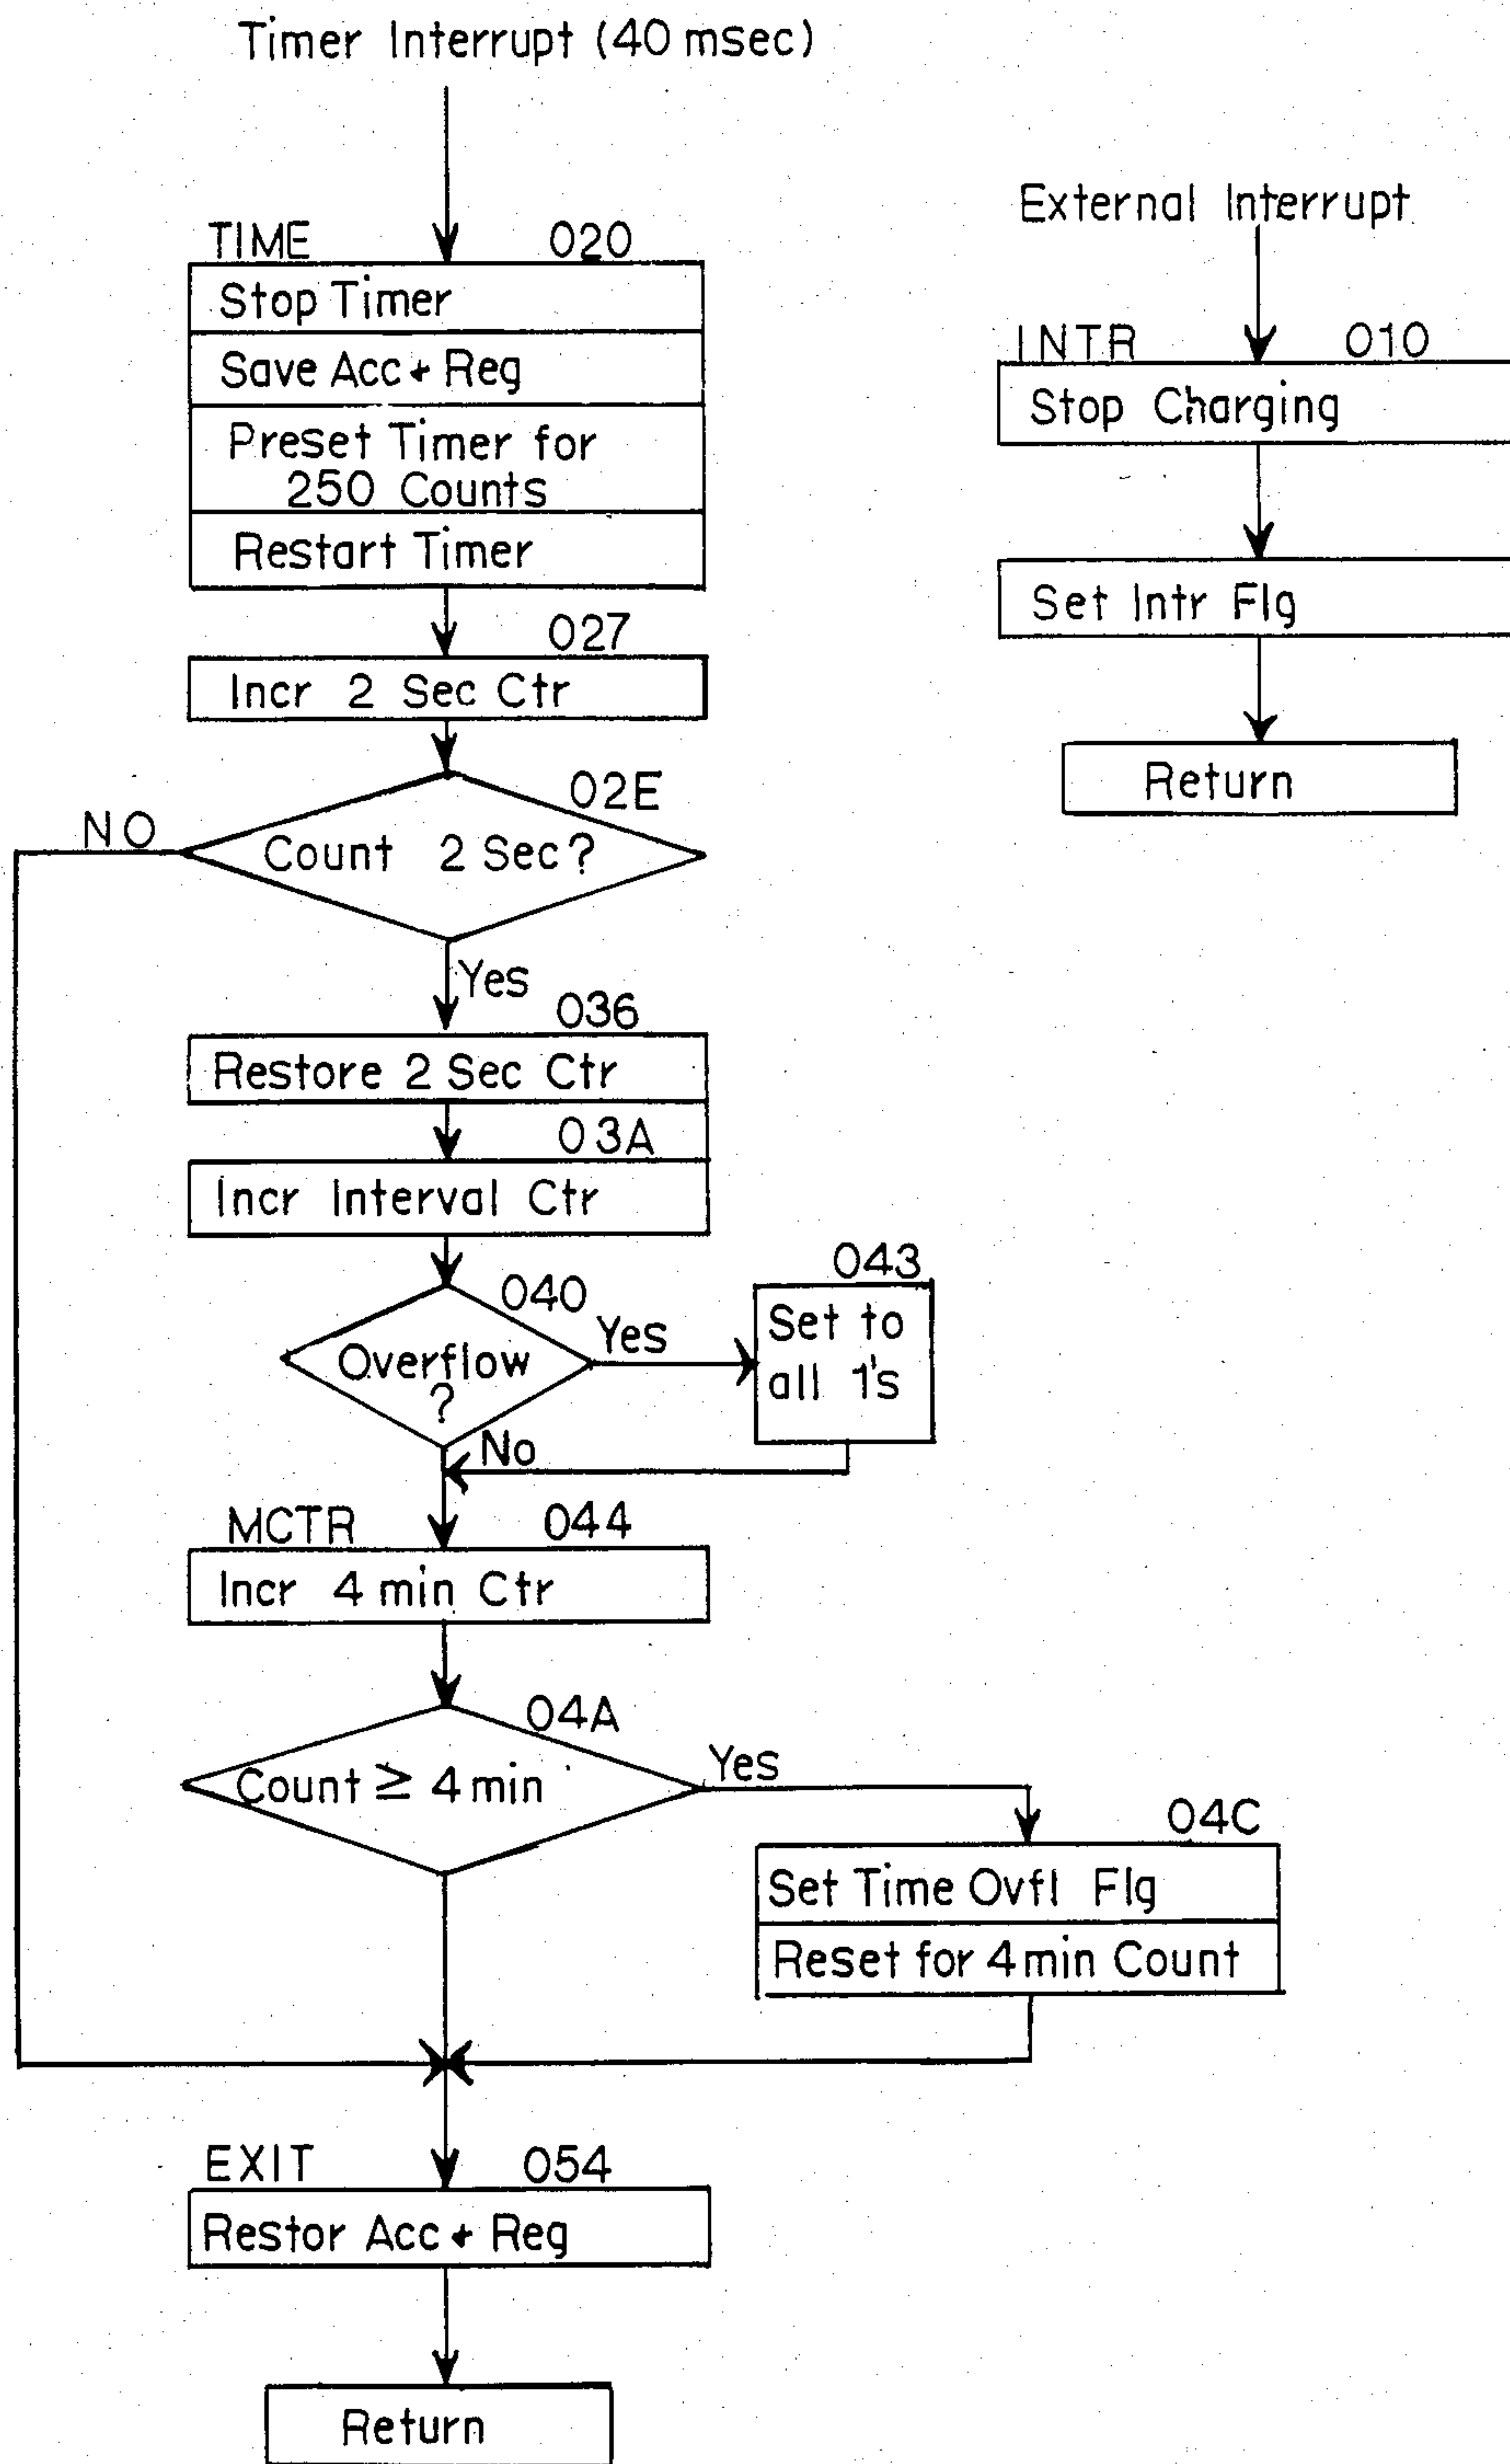 Timer Interrupt (40 msec)
TIME 020
Stop Timer
Save Acc + Reg
Preset Timer for
250 Counts
Restart Timer
027
Incr 2 Sec Ctr
02E
Count 2 Sec?
NO
Yes
036
Restore 2 Sec Ctr
03A
Incr Interval Ctr
040
Overflow
?
Yes
043
Set to
all 1's
No
MCTR 044
Incr 4 min Ctr
04A
Count ≥ 4 min
Yes
04C
Set Time Ovfl Flg
Reset for 4 min Count
EXIT 054
Restor Acc + Reg
Return
External Interrupt
INTR 010
Stop Charging
Set Intr Flg
Return